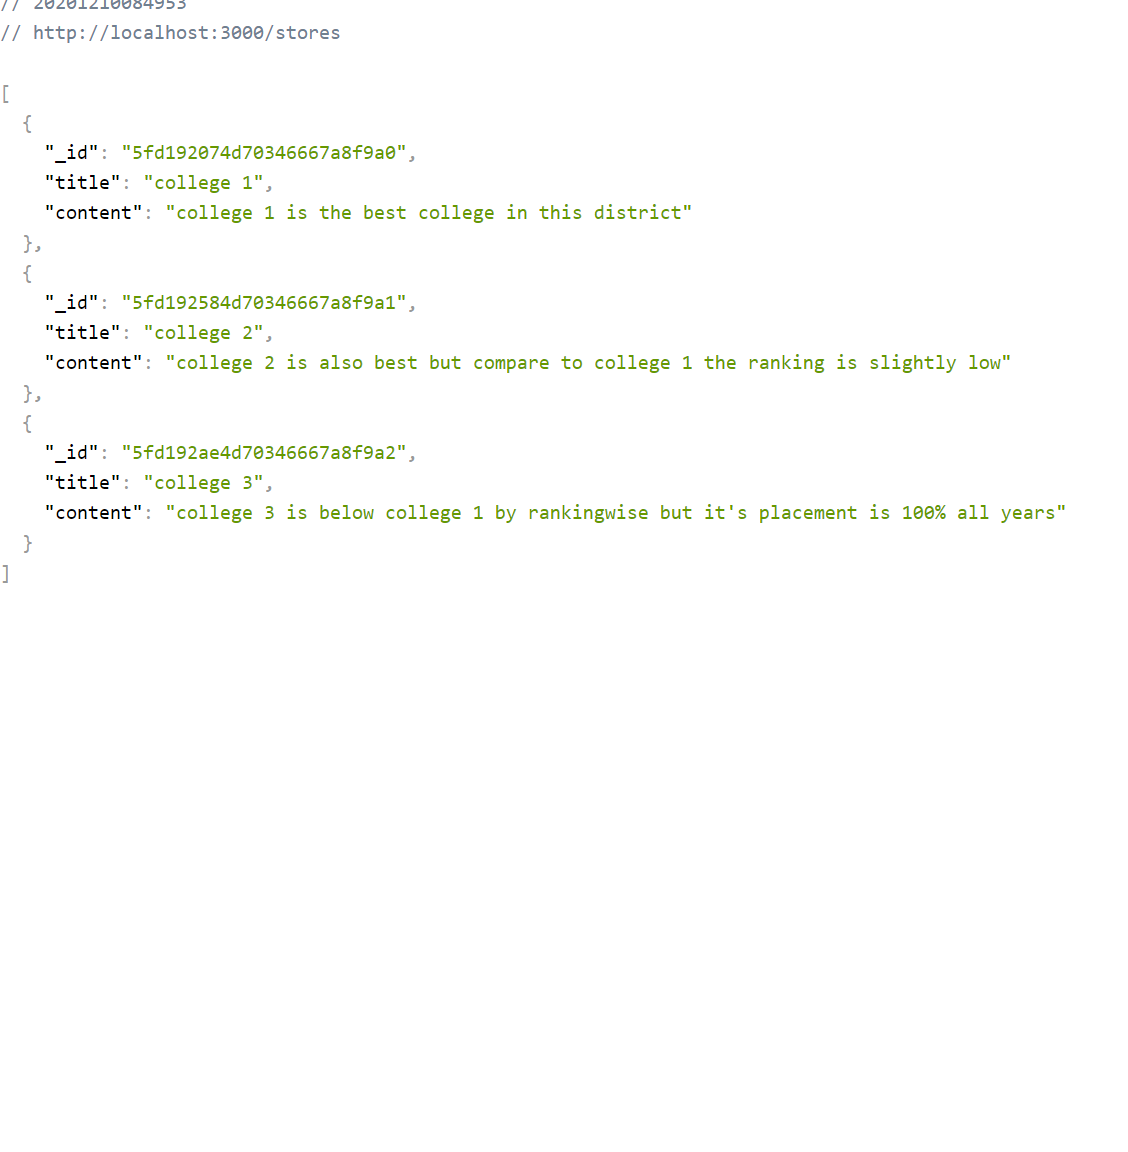 // 20201210084953
// http://localhost:3000/stores
[
{
"_id": "5fd192074d70346667a8f9a0",
"title": "college 1",
"content": "college 1 is the best college in this district"
},
{
"_id": "5fd192584d70346667a8f9a1",
"title": "college 2",
"content": "college 2 is also best but compare to college 1 the ranking is slightly low"
},
{
"_id": "5fd192ae4d70346667a8f9a2",
"title": "college 3",
"content": "college 3 is below college 1 by rankingwise but it's placement is 100% all years"
}
]